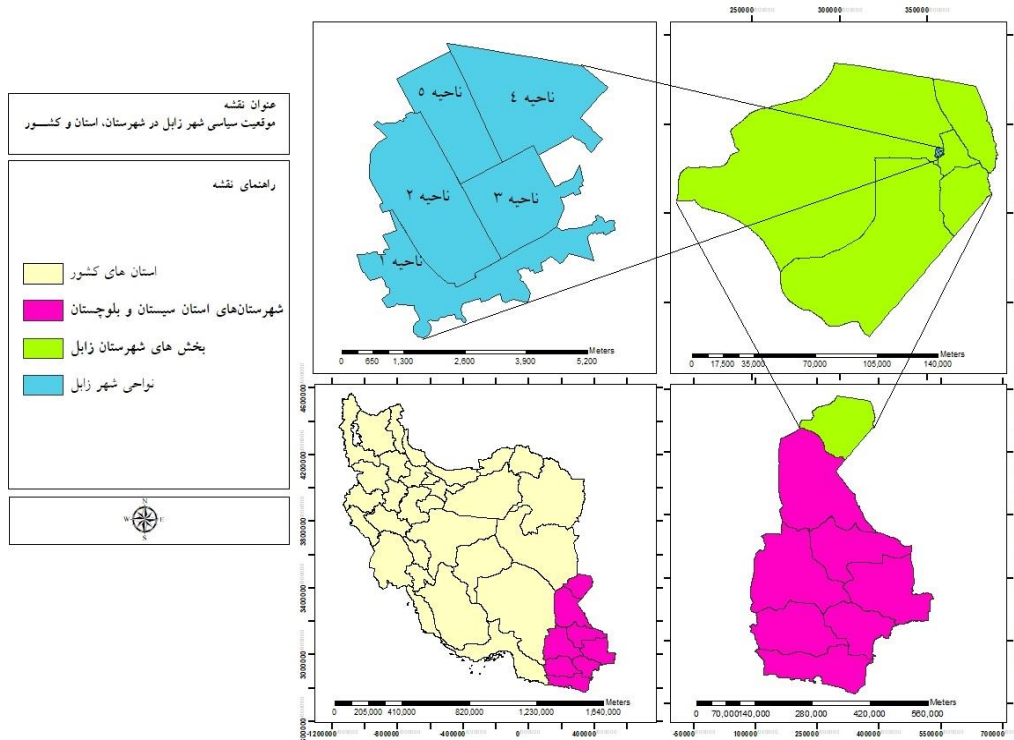 عنوان نقشه
موقعیت سیاسی شهر زابل در شهرستان، استان و کشـــور
راهنمای نقشه
استان های کشور
شهرستان‌های استان سیستان و بلوچستان
بخش های شهرستان زابل
نواحی شهر زابل
N
W E
S
ناحیه ۵
ناحیه ۴
ناحیه ۲
ناحیه ۳
ناحیه ۱
Meters
0 650 1,300 2,600 3,900 5,200
250000 300000 350000
Meters
0 17,500 35,000 70,000 105,000 140,000
4600000
4200000
3800000
3400000
3000000
Meters
0 205,000 410,000 820,000 1,230,000 1,640,000
-1200000 -800000 -400000 0 400000
Meters
0 70,000 140,000 280,000 420,000 560,000
-50000 100000 250000 400000 550000 700000